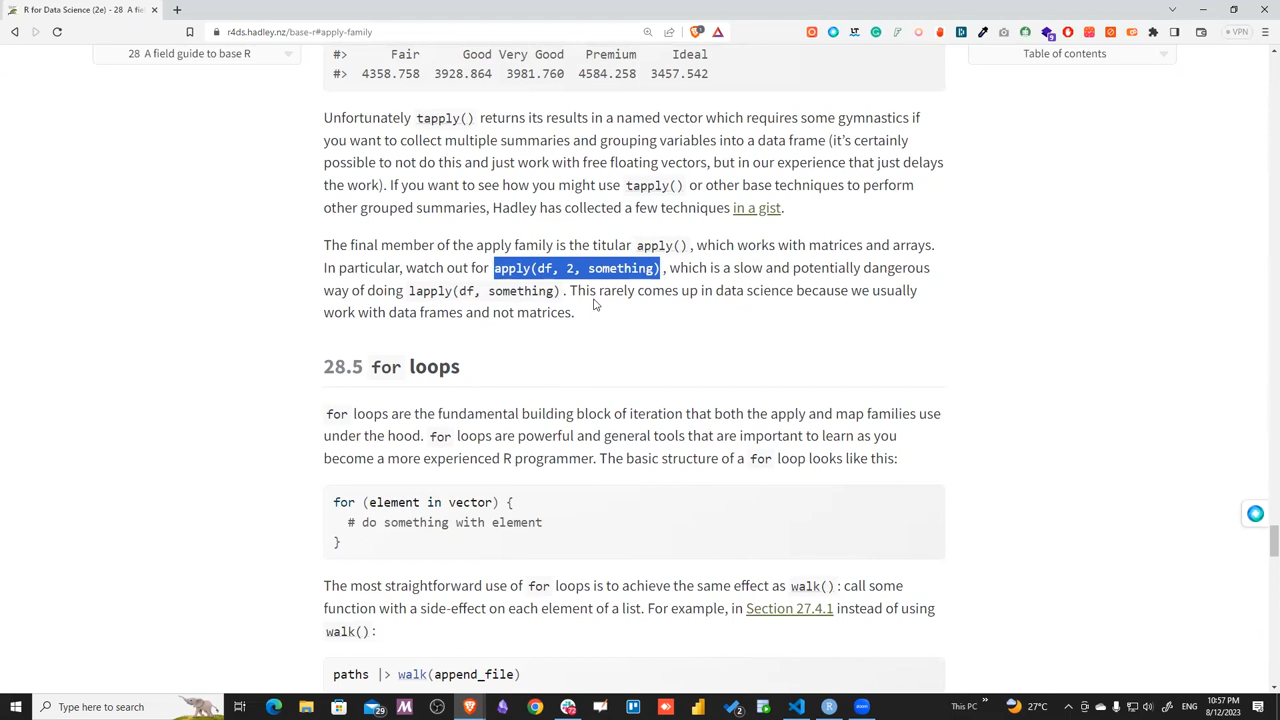 R for Data Science (2e) - 28 A fi
r4ds.hadley.nz/base-r#apply-family
VPN
28 A field guide to base R
Table of contents
#> Fair Good Very Good Premium Ideal
#> 4358.758 3928.864 3981.760 4584.258 3457.542
Unfortunately tapply() returns its results in a named vector which requires some gymnastics if
you want to collect multiple summaries and grouping variables into a data frame (it’s certainly
possible to not do this and just work with free floating vectors, but in our experience that just delays
the work). If you want to see how you might use tapply() or other base techniques to perform
other grouped summaries, Hadley has collected a few techniques in a gist.
The final member of the apply family is the titular apply(), which works with matrices and arrays.
In particular, watch out for apply(df, 2, something), which is a slow and potentially dangerous
way of doing lapply(df, something). This rarely comes up in data science because we usually
work with data frames and not matrices.
28.5 for loops
for loops are the fundamental building block of iteration that both the apply and map families use
under the hood. for loops are powerful and general tools that are important to learn as you
become a more experienced R programmer. The basic structure of a for loop looks like this:
for (element in vector) {
# do something with element
}
The most straightforward use of for loops is to achieve the same effect as walk(): call some
function with a side-effect on each element of a list. For example, in Section 27.4.1 instead of using
walk():
paths |> walk(append_file)
Type here to search
29
2
This PC
27°C
10:57 PM
8/12/2023